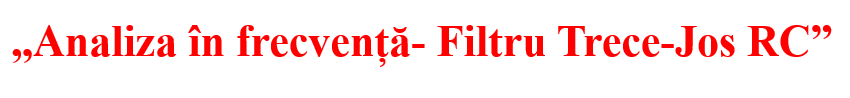 „Analiza în frecvență- Filtru Trece-Jos RC”